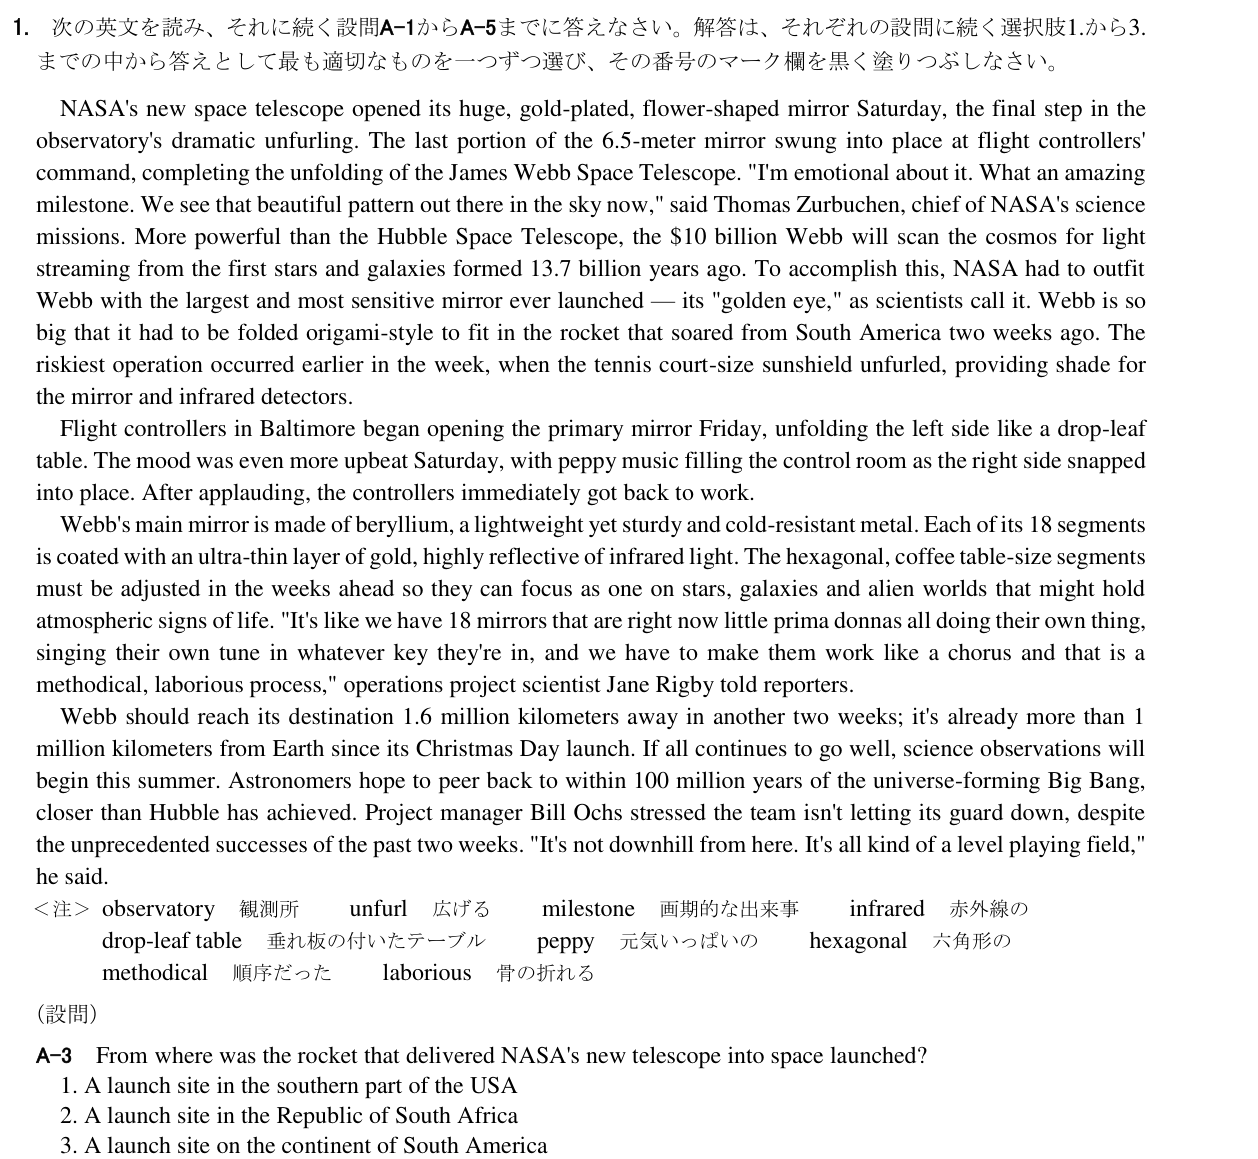 1. 次の英文を読み、それに続く設問A-1からA-5までに答えなさい。解答は、それぞれの設問に続く選択肢1.から3.
までの中から答えとして最も適切なものを一つずつ選び、その番号のマーク欄を黒く塗りつぶしなさい。
NASA's new space telescope opened its huge, gold-plated, flower-shaped mirror Saturday, the final step in the
observatory's dramatic unfurling. The last portion of the 6.5-meter mirror swung into place at flight controllers'
command, completing the unfolding of the James Webb Space Telescope. "I'm emotional about it. What an amazing
milestone. We see that beautiful pattern out there in the sky now," said Thomas Zurbuchen, chief of NASA's science
missions. More powerful than the Hubble Space Telescope, the $10 billion Webb will scan the cosmos for light
streaming from the first stars and galaxies formed 13.7 billion years ago. To accomplish this, NASA had to outfit
Webb with the largest and most sensitive mirror ever launched — its "golden eye," as scientists call it. Webb is so
big that it had to be folded origami-style to fit in the rocket that soared from South America two weeks ago. The
riskiest operation occurred earlier in the week, when the tennis court-size sunshield unfurled, providing shade for
the mirror and infrared detectors.
Flight controllers in Baltimore began opening the primary mirror Friday, unfolding the left side like a drop-leaf
table. The mood was even more upbeat Saturday, with peppy music filling the control room as the right side snapped
into place. After applauding, the controllers immediately got back to work.
Webb's main mirror is made of beryllium, a lightweight yet sturdy and cold-resistant metal. Each of its 18 segments
is coated with an ultra-thin layer of gold, highly reflective of infrared light. The hexagonal, coffee table-size segments
must be adjusted in the weeks ahead so they can focus as one on stars, galaxies and alien worlds that might hold
atmospheric signs of life. "It's like we have 18 mirrors that are right now little prima donnas all doing their own thing,
singing their own tune in whatever key they're in, and we have to make them work like a chorus and that is a
methodical, laborious process," operations project scientist Jane Rigby told reporters.
Webb should reach its destination 1.6 million kilometers away in another two weeks; it's already more than 1
million kilometers from Earth since its Christmas Day launch. If all continues to go well, science observations will
begin this summer. Astronomers hope to peer back to within 100 million years of the universe-forming Big Bang,
closer than Hubble has achieved. Project manager Bill Ochs stressed the team isn't letting its guard down, despite
the unprecedented successes of the past two weeks. "It's not downhill from here. It's all kind of a level playing field,"
he said.
＜注＞ observatory 観測所 unfurl 広げる milestone 画期的な出来事 infrared 赤外線の
drop-leaf table 垂れ板の付いたテーブル peppy 元気いっぱいの hexagonal 六角形の
methodical 順序だった laborious 骨の折れる
（設問）
A-3 From where was the rocket that delivered NASA's new telescope into space launched?
1. A launch site in the southern part of the USA
2. A launch site in the Republic of South Africa
3. A launch site on the continent of South America